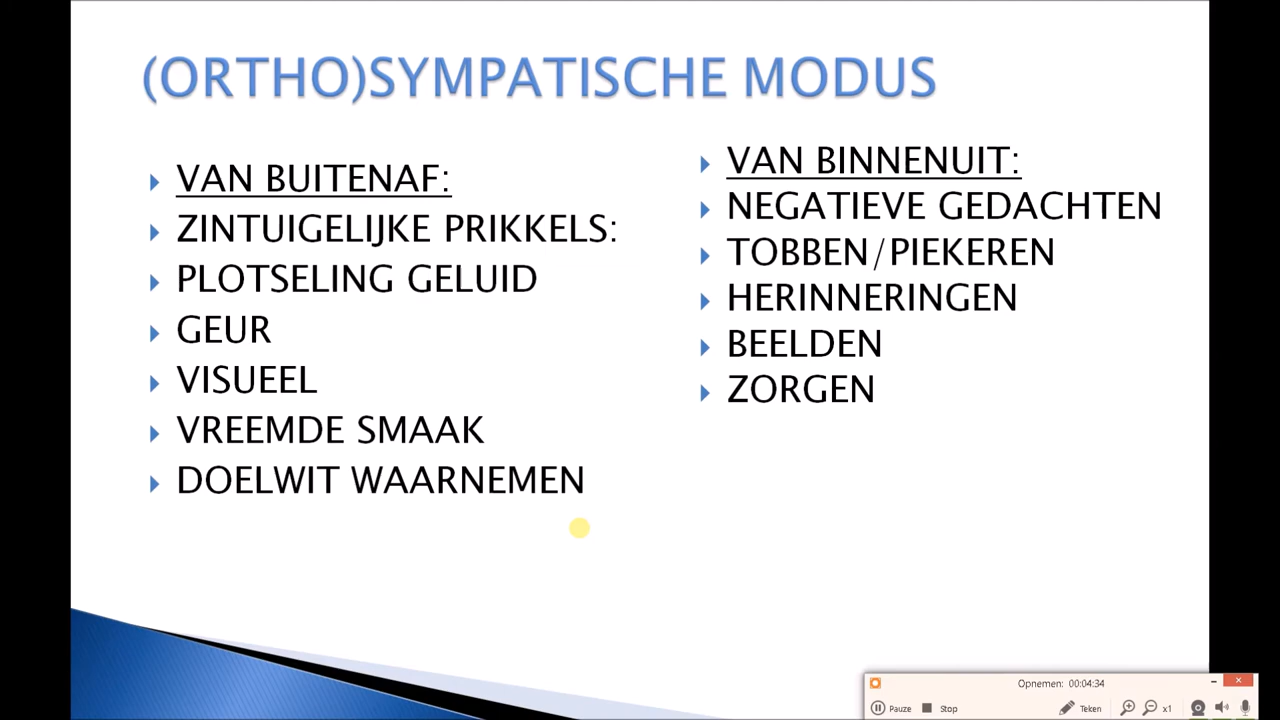 (ORTHO)SYMPATISCHE MODUS
VAN BUITENAF:
ZINTUIGELIJKE PRIKKELS:
PLOTSELING GELUID
GEUR
VISUEEL
VREEMDE SMAAK
DOELWIT WAARNEMEN
VAN BINNENUIT:
NEGATIEVE GEDACHTEN
TOBBEN/PIEKEREN
HERINNERINGEN
BEELDEN
ZORGEN
Opnemen: 00:04:34
Pauze Stop Teken x1